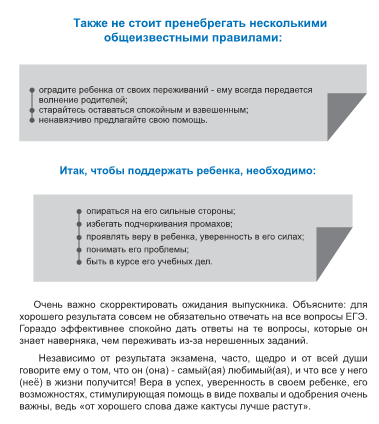 Также не стоит пренебрегать несколькими
общеизвестными правилами:
оградите ребенка от своих переживаний - ему всегда передается
волнение родителей;
старайтесь оставаться спокойным и взвешенным;
ненавязчиво предлагайте свою помощь.
Итак, чтобы поддержать ребенка, необходимо:
опираться на его сильные стороны;
избегать подчеркивания промахов;
проявлять веру в ребенка, уверенность в его силах;
понимать его проблемы;
быть в курсе его учебных дел.
Очень важно скорректировать ожидания выпускника. Объясните: для
хорошего результата совсем не обязательно отвечать на все вопросы ЕГЭ.
Гораздо эффективнее спокойно дать ответы на те вопросы, которые он
знает наверняка, чем переживать из-за нерешенных заданий.
Независимо от результата экзамена, часто, щедро и от всей души
говорите ему о том, что он (она) - самый(ая) любимый(ая), и что все у него
(неё) в жизни получится! Вера в успех, уверенность в своем ребенке, его
возможностях, стимулирующая помощь в виде похвалы и одобрения очень
важны, ведь «от хорошего слова даже кактусы лучше растут».